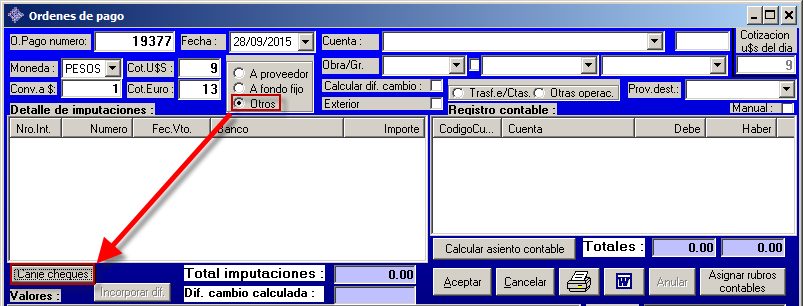 Ordenes de pago
O.Pago numero: 19377 Fecha : 28/09/2015 Cuenta : Cotizacion u$s del dia
Moneda : PESOS Cot.U$S : 9 A proveedor Obra/Gr. 9
Conv.a $: 1 Cot.Euro : 13 A fondo fijo Calcular dif. cambio : Trasf.e/Ctas. Otras operac. Prov.dest.:
Otros Exterior
Detalle de imputaciones : Registro contable : Manual :
Nro.Int. Numero Fec.Vto. Banco Importe CodigoCu... Cuenta Debe Haber
Calcular asiento contable Totales : 0.00 0.00
Canje cheques Total imputaciones : 0.00 Aceptar Cancelar W Anular Asignar rubros contables
Valores : Incorporar dif. Dif. cambio calculada :